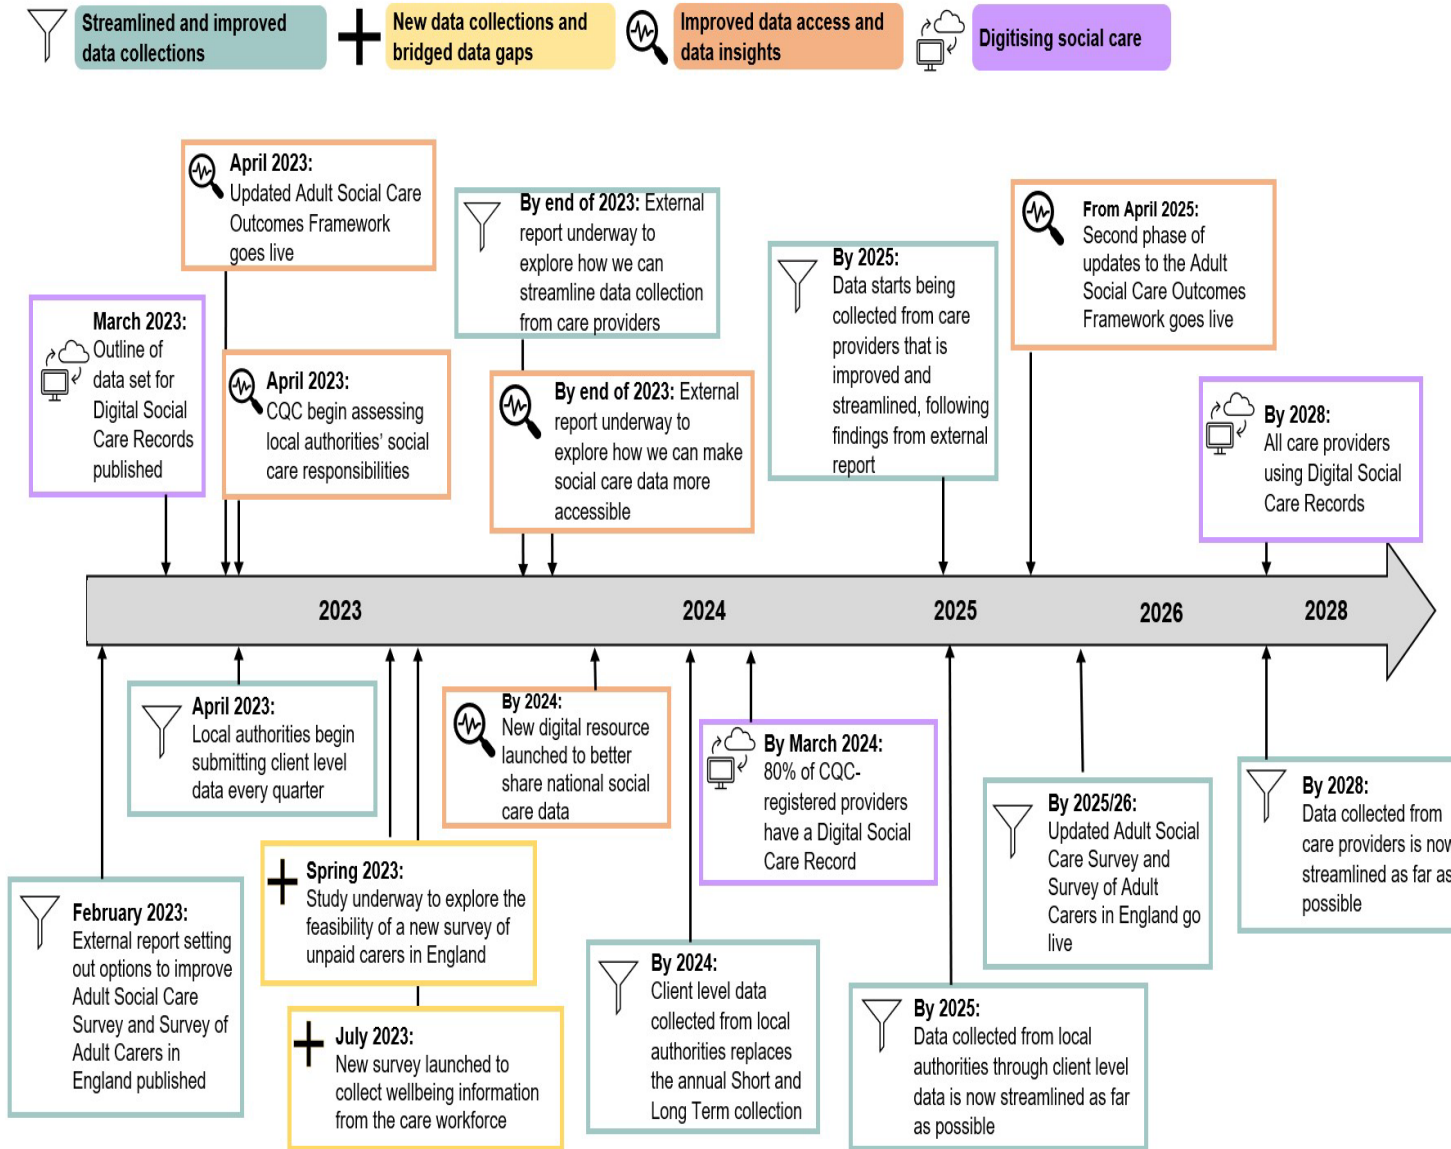 Streamlined and improved
data collections
New data collections and
bridged data gaps
Improved data access and
data insights
Digitising social care
April 2023:
Updated Adult Social Care
Outcomes Framework
goes live
By end of 2023: External
report underway to
explore how we can
streamline data collection
from care providers
From April 2025:
Second phase of
updates to the Adult
Social Care Outcomes
Framework goes live
By 2025:
Data starts being
collected from care
providers that is
improved and
streamlined, following
findings from external
report
March 2023:
Outline of
data set for
Digital Social
Care Records
published
April 2023:
CQC begin assessing
local authorities' social
care responsibilities
By end of 2023: External
report underway to
explore how we can make
social care data more
accessible
By 2028:
All care providers
using Digital Social
Care Records
2023
2024
2025
2026
2028
April 2023:
Local authorities begin
submitting client level
data every quarter
By 2024:
New digital resource
launched to better
share national social
care data
By March 2024:
80% of CQC-
registered providers
have a Digital Social
Care Record
By 2025/26:
Updated Adult Social
Care Survey and
Survey of Adult
Carers in England go
live
By 2028:
Data collected from
care providers is now
streamlined as far as
possible
Spring 2023:
Study underway to explore the
feasibility of a new survey of
unpaid carers in England
February 2023:
External report setting
out options to improve
Adult Social Care
Survey and Survey of
Adult Carers in
England published
By 2024:
Client level data
collected from local
authorities replaces
the annual Short and
Long Term collection
By 2025:
Data collected from local
authorities through client level
data is now streamlined as far
as possible
July 2023:
New survey launched to
collect wellbeing information
from the care workforce